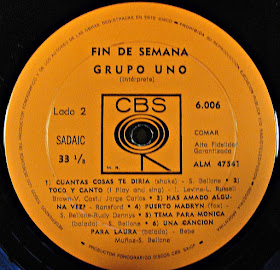 FIN DE SEMANA
GRUPO UNO
(Intérprete)
Lado 2
CBS
6.006
SADAIC
COMAR
33 ⅓
Alta Fidelidad
Garantizada
M. R.
ALM 47341
1) CUANTAS COSAS TE DIRIA (shake) - S. Bellone - 2)
TOCO Y CANTO (I Play and sing) - I. Levine-L. Russell
Brown-V. Cost. Jorge Carlos - 3) HAS AMADO ALGU-
NA VEZ? - Ransford - 4) PUERTO MADRYN (fox) -
S. Bellone-Rudy Dennys - 5) TEMA PARA MONICA
(balada) - S. Bellone - 6) UNA CANCION
PARA LAURA (balada) - Bebe
Muñoz-S. Bellone